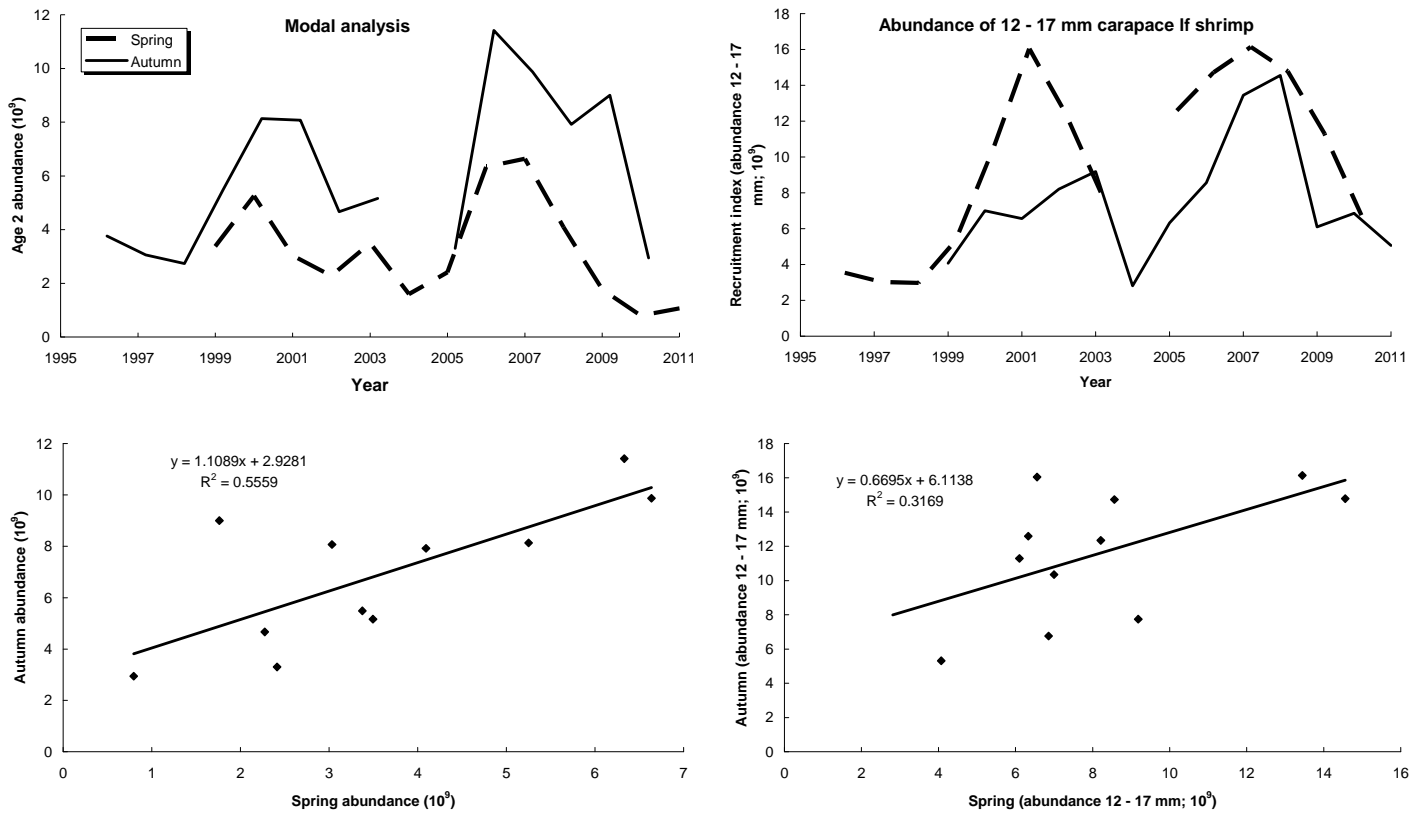 Modal analysis
Spring
Autumn
Age 2 abundance (10⁹)
12
10
8
6
4
2
0
1995 1997 1999 2001 2003 2005 2007 2009 2011
Year
Abundance of 12 - 17 mm carapace lf shrimp
Recruitment index (abundance 12 - 17
mm; 10⁹)
18
16
14
12
10
8
6
4
2
0
1995 1997 1999 2001 2003 2005 2007 2009 2011
Year
y = 1.1089x + 2.9281
R² = 0.5559
Autumn abundance (10⁹)
12
10
8
6
4
2
0
0 1 2 3 4 5 6 7
Spring abundance (10⁹)
y = 0.6695x + 6.1138
R² = 0.3169
Autumn (abundance 12 - 17 mm; 10⁹)
18
16
14
12
10
8
6
4
2
0
0 2 4 6 8 10 12 14 16
Spring (abundance 12 - 17 mm; 10⁹)